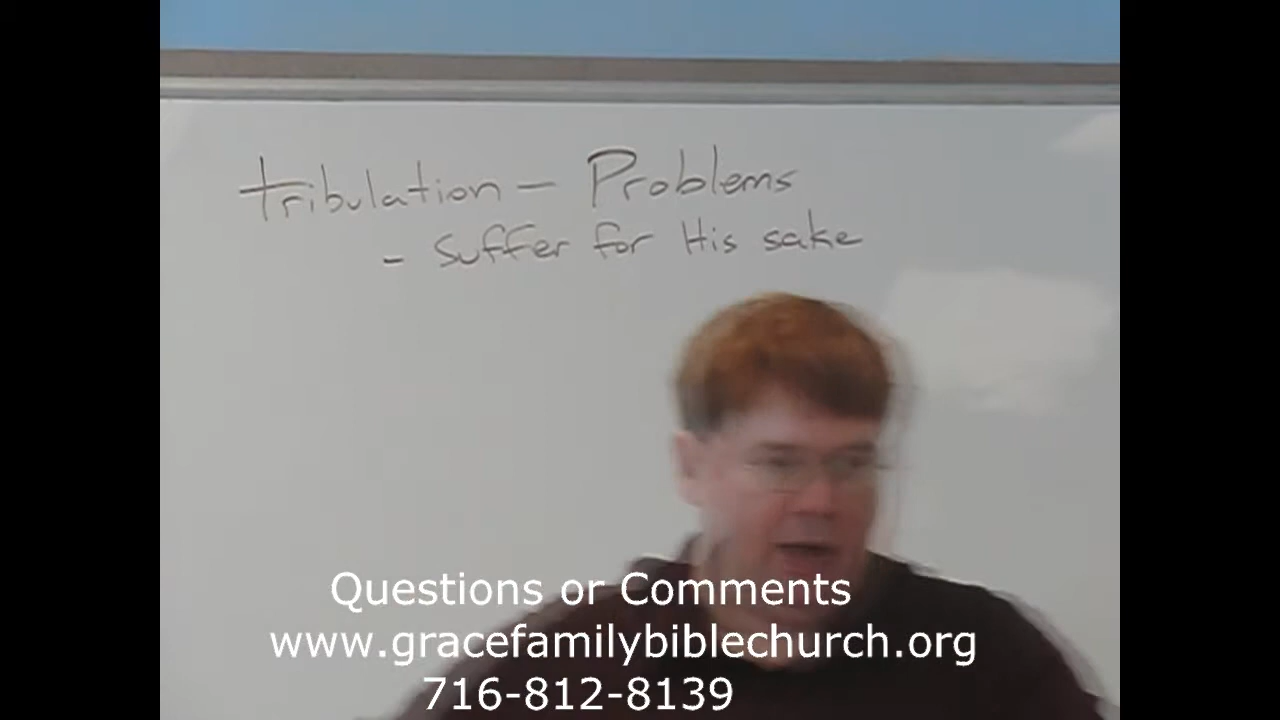 tribulation - Problems
- suffer for His sake
Questions or Comments
www.gracefamilybiblechurch.org
716-812-8139